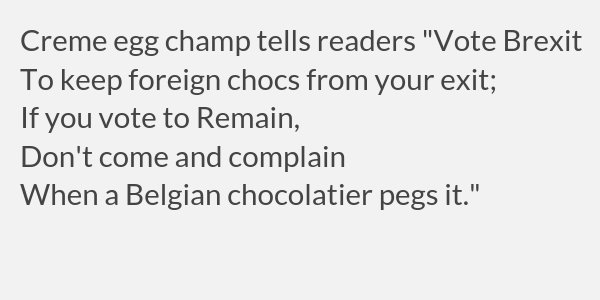 Creme egg champ tells readers "Vote Brexit
To keep foreign chocs from your exit;
If you vote to Remain,
Don't come and complain
When a Belgian chocolatier pegs it."